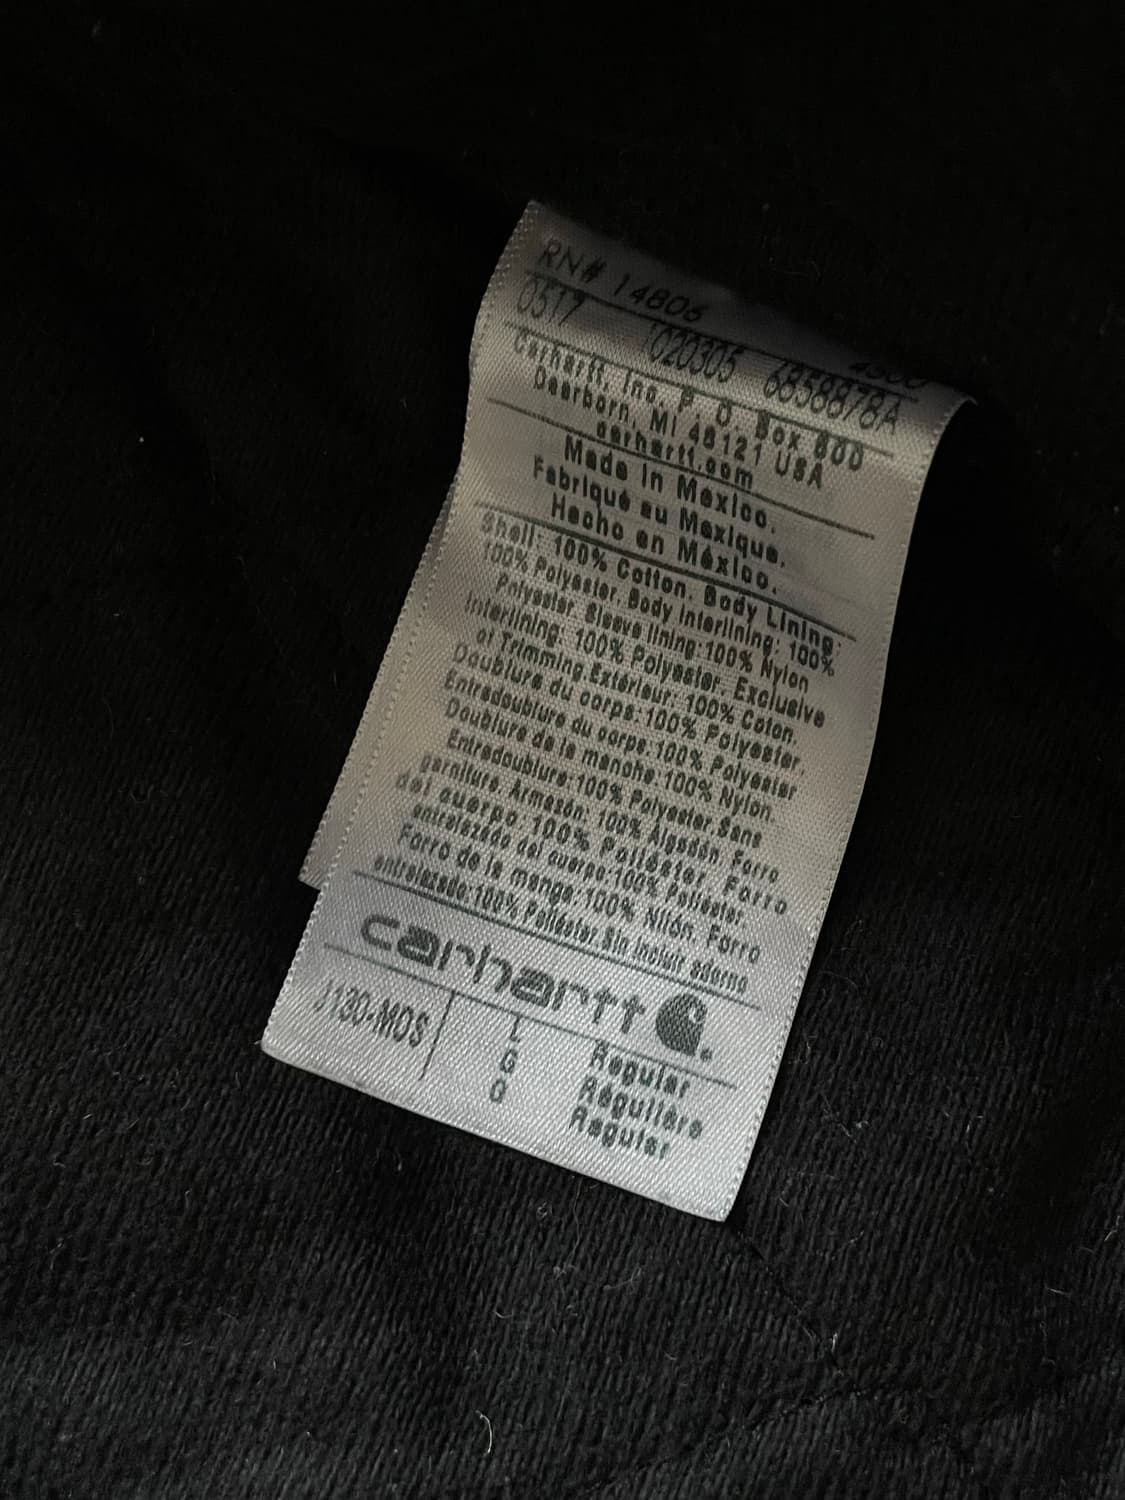 RN# 14806
0517 020305 6858878A
Carhartt, Inc. P. O. Box 600
Dearborn, MI 48121 USA
carhartt.com
Made in Mexico.
Fabriqué au Mexique.
Hecho en México.
Shell: 100% Cotton. Body Lining:
100% Polyester. Body interlining: 100%
Polyester. Sleeve lining:100% Nylon
Interlining: 100% Polyester. Exclusive
of Trimming.Extérieur: 100% Coton.
Doublure du corps:100% Polyester.
Entredoublure du corps:100% Polyester
Doublure de la manche:100% Nylon.
Entredoublure:100% Polyester.Sans
garniture. Armasón: 100% Algodón Forro
del cuerpo 100% Poliéster. Forro
entrelazado del cuerpo:100% Poliéster.
Forro de la manga:100% Nilón. Forro
entrelazado:100% Poliéster. Sin incluir adorno
carhartt
J130-MOS L Regular
G Régulière
G Regular